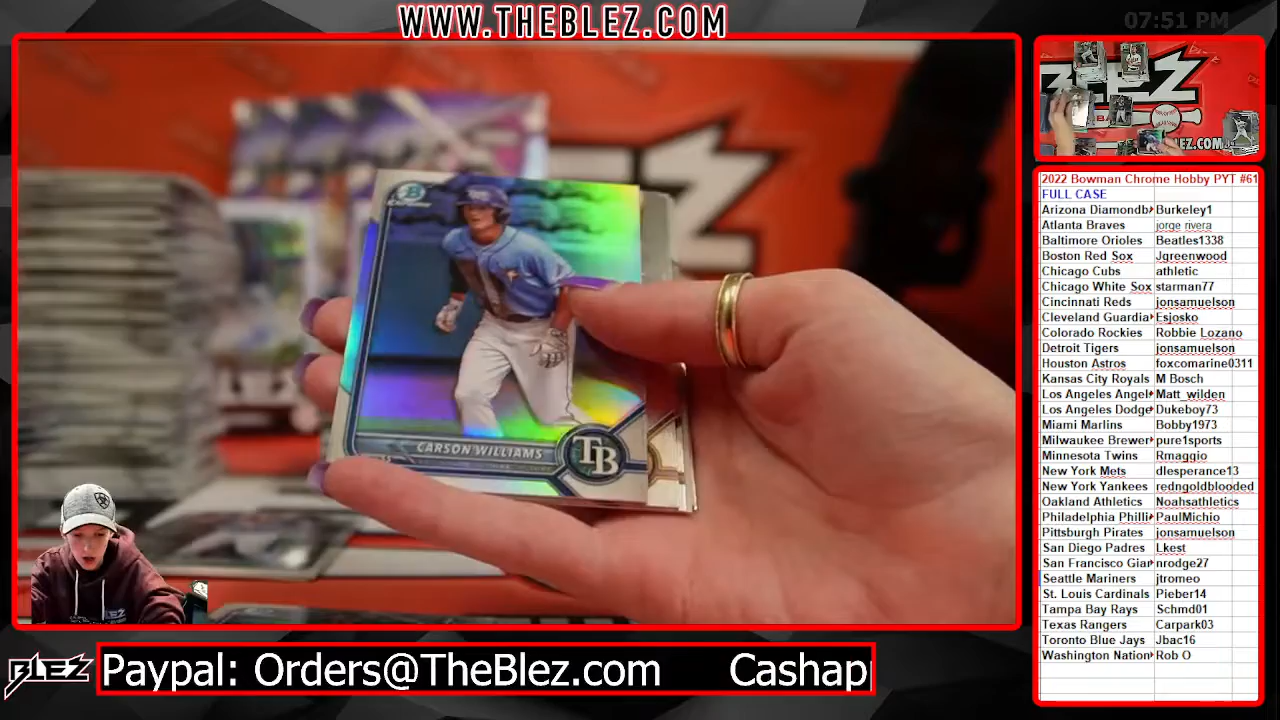 WWW.THEBLEZ.COM
07:51 PM
CARSON WILLIAMS
TB
BLEZ
Z.COM
2022 Bowman Chrome Hobby PYT #61
FULL CASE
Arizona Diamondb Burkeley1
Atlanta Braves jorge rivera
Baltimore Orioles Beatles1338
Boston Red Sox Jgreenwood
Chicago Cubs athletic
Chicago White Sox starman77
Cincinnati Reds jonsamuelson
Cleveland Guardia Esjosko
Colorado Rockies Robbie Lozano
Detroit Tigers jonsamuelson
Houston Astros foxcomarine0311
Kansas City Royals M Bosch
Los Angeles Angel Matt_wilden
Los Angeles Dodge Dukeboy73
Miami Marlins Bobby1973
Milwaukee Brewer pure1sports
Minnesota Twins Rmaggio
New York Mets dlesperance13
New York Yankees redngoldblooded
Oakland Athletics Noahsathletics
Philadelphia Philli PaulMichio
Pittsburgh Pirates jonsamuelson
San Diego Padres Lkest
San Francisco Gian nrodge27
Seattle Mariners jtromeo
St. Louis Cardinals Pieber14
Tampa Bay Rays Schmd01
Texas Rangers Carpark03
Toronto Blue Jays Jbac16
Washington Nation Rob O
BLEZ
Paypal: Orders@TheBlez.com Cashap